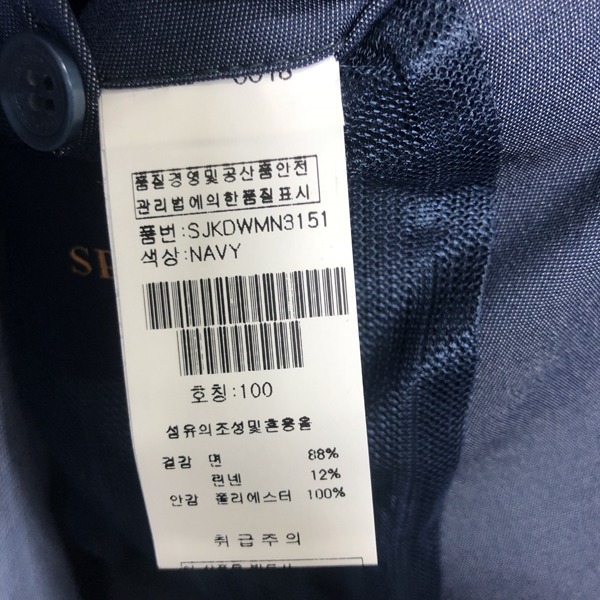 품질경영및공산품안전
관리법에의한품질표시
품번:SJKDWMN3151
색상:NAVY
호칭:100
섬유의조성및혼용율
겉감 면 88%
린넨 12%
안감 폴리에스터 100%
취급주의